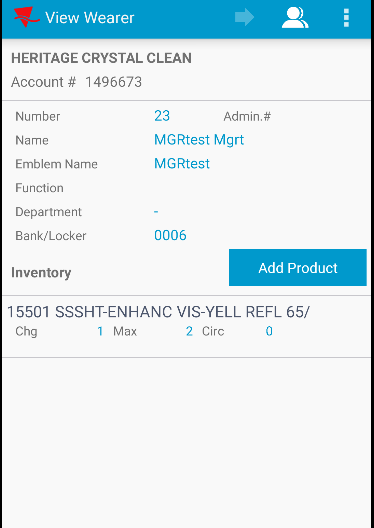 View Wearer
HERITAGE CRYSTAL CLEAN
Account # 1496673
Number 23 Admin.#
Name MGRtest Mgrt
Emblem Name MGRtest
Function
Department -
Bank/Locker 0006
Inventory Add Product
15501 SSSHT-ENHANC VIS-YELL REFL 65/
Chg 1 Max 2 Circ 0